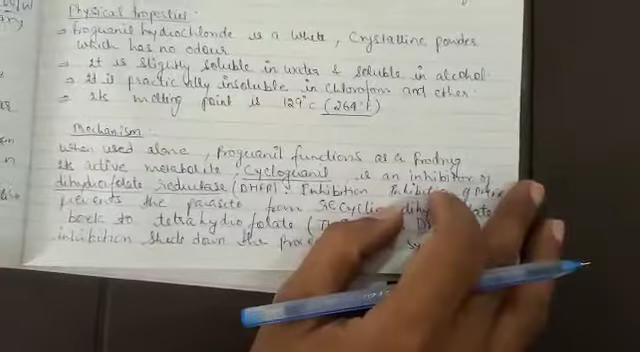 Physical Properties :-
→ Proguanil hydrochloride is a white, crystalline powder
which has no odour
→ It is slightly soluble in water & soluble in alcohol.
→ It is practically insoluble in chloroform and ether.
→ Its melting point is 129°C (264°F)
Mechanism :-
When used alone, Proguanil functions as a Prodrug
Its active metabolite, Cycloguanil is an inhibitor of
dihydrofolate reductase (DHFR). Inhibition
prevents the parasite from recycling
back to tetrahydrofolate
inhibition shuts down the